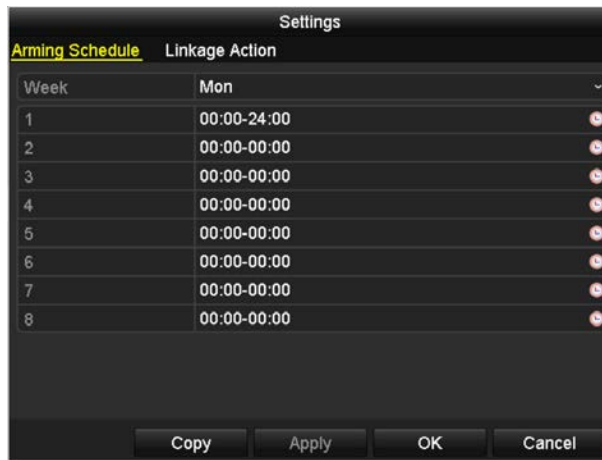 Settings
Arming Schedule Linkage Action
Week Mon
1 00:00-24:00
2 00:00-00:00
3 00:00-00:00
4 00:00-00:00
5 00:00-00:00
6 00:00-00:00
7 00:00-00:00
8 00:00-00:00
Copy Apply OK Cancel